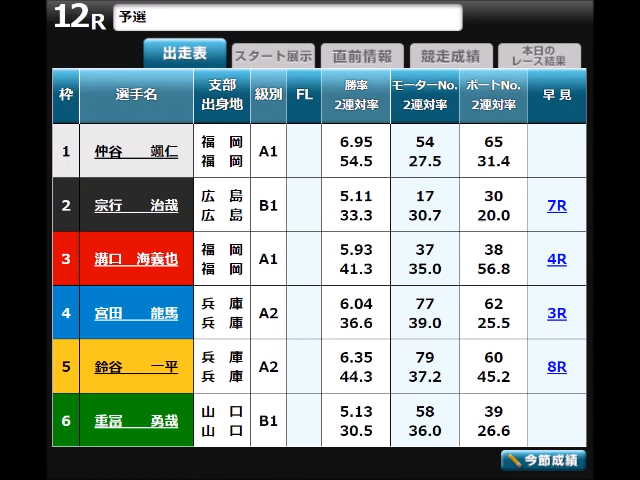 12R 予選
出走表 スタート展示 直前情報 競走成績 本日のレース結果
枠 選手名 支部 出身地 級別 FL 勝率 2連対率 モーターNo. 2連対率 ボートNo. 2連対率 早見
1 仲谷 颯仁 福岡 福岡 A1 6.95 54.5 54 27.5 65 31.4
2 宗行 治哉 広島 広島 B1 5.11 33.3 17 30.7 30 20.0 7R
3 溝口 海義也 福岡 福岡 A1 5.93 41.3 37 35.0 38 56.8 4R
4 宮田 龍馬 兵庫 兵庫 A2 6.04 36.6 77 39.0 62 25.5 3R
5 鈴谷 一平 兵庫 兵庫 A2 6.35 44.3 79 37.2 60 45.2 8R
6 重冨 勇哉 山口 山口 B1 5.13 30.5 58 36.0 39 26.6
今節成績